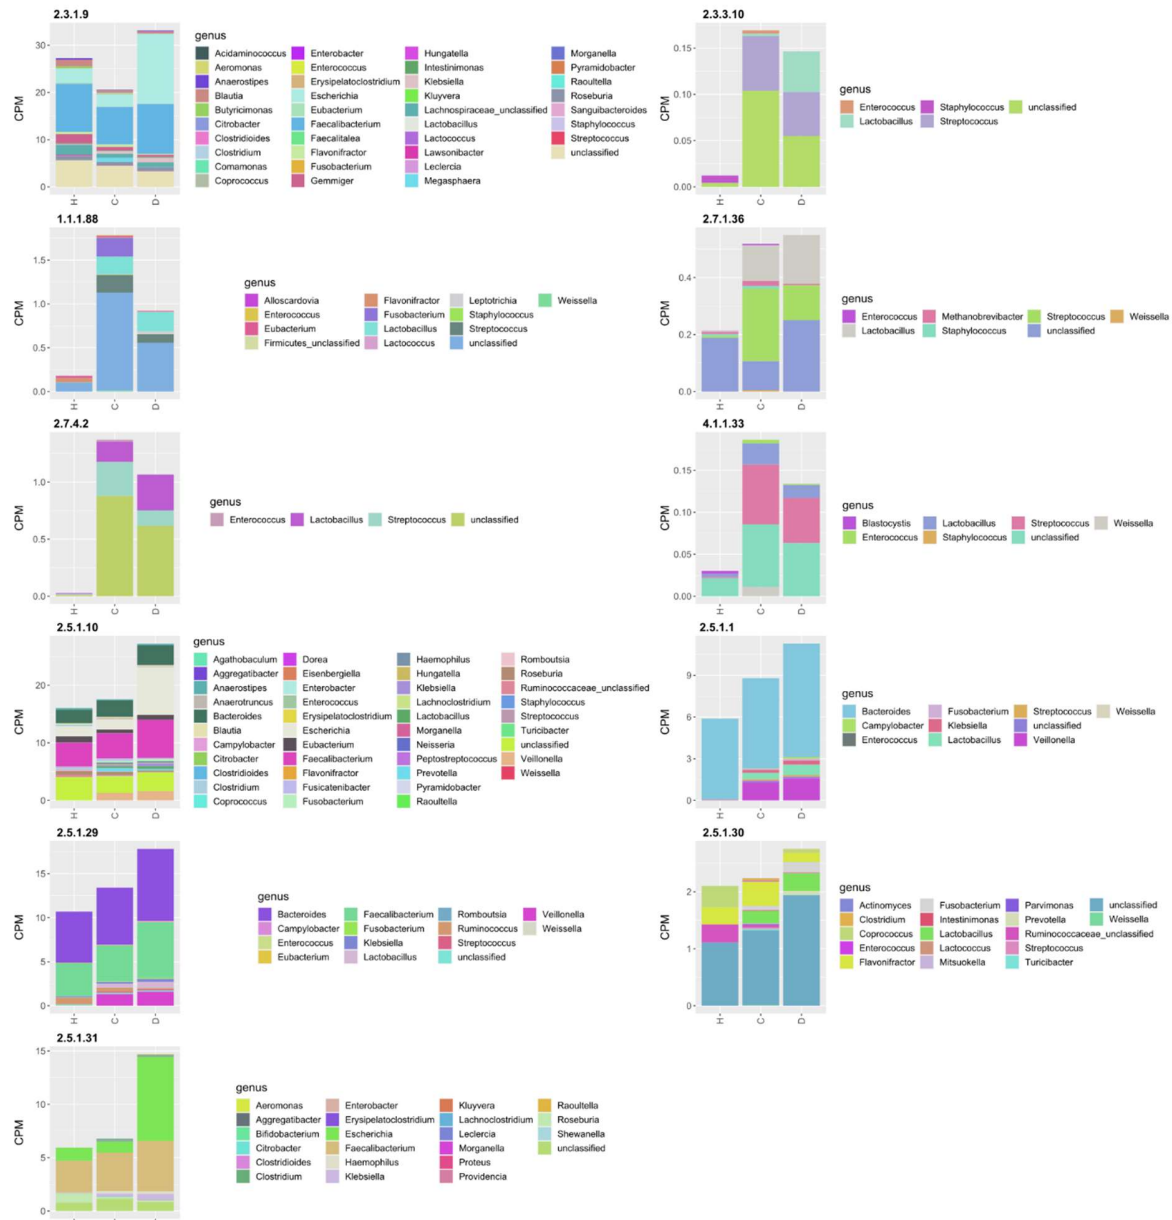 2.3.1.9
CPM
30-
20-
10-
0-
H
C
D
genus
Acidaminococcus Enterobacter Hungatella Morganella
Aeromonas Enterococcus Intestinimonas Pyramidobacter
Anaerostipes Erysipelatoclostridium Klebsiella Raoultella
Blautia Escherichia Kluyvera Roseburia
Butyricimonas Eubacterium Lachnospiraceae_unclassified Sanguibacteroides
Citrobacter Faecalibacterium Lactobacillus Staphylococcus
Clostridioides Faecalitalea Lactococcus Streptococcus
Clostridium Flavonifractor Lawsonibacter unclassified
Comamonas Fusobacterium Leclercia
Coprococcus Gemmiger Megasphaera
2.3.3.10
CPM
0.15-
0.10-
0.05-
0.00-
H
C
D
genus
Enterococcus Staphylococcus unclassified
Lactobacillus Streptococcus
1.1.1.88
CPM
1.5-
1.0-
0.5-
0.0-
H
C
D
genus
Alloscardovia Flavonifractor Leptotrichia Weissella
Enterococcus Fusobacterium Staphylococcus
Eubacterium Lactobacillus Streptococcus
Firmicutes_unclassified Lactococcus unclassified
2.7.1.36
CPM
0.4-
0.2-
0.0-
H
C
D
genus
Enterococcus Methanobrevibacter Streptococcus Weissella
Lactobacillus Staphylococcus unclassified
2.7.4.2
CPM
1.0-
0.5-
0.0-
H
C
D
genus
Enterococcus Lactobacillus Streptococcus unclassified
4.1.1.33
CPM
0.15-
0.10-
0.05-
0.00-
H
C
D
genus
Blastocystis Lactobacillus Streptococcus Weissella
Enterococcus Staphylococcus unclassified
2.5.1.10
CPM
20-
10-
0-
H
C
D
genus
Agathobaculum Dorea Haemophilus Romboutsia
Aggregatibacter Eisenbergiella Hungatella Roseburia
Anaerostipes Enterobacter Klebsiella Ruminococcaceae_unclassified
Anaerotruncus Enterococcus Lachnoclostridium Staphylococcus
Bacteroides Erysipelatoclostridium Lactobacillus Streptococcus
Blautia Escherichia Morganella Turicibacter
Campylobacter Eubacterium Neisseria unclassified
Citrobacter Faecalibacterium Peptostreptococcus Veillonella
Clostridioides Flavonifractor Prevotella Weissella
Clostridium Fusicatenibacter Pyramidobacter
Coprococcus Fusobacterium Raoultella
2.5.1.1
CPM
9-
6-
3-
0-
H
C
D
genus
Bacteroides Fusobacterium Streptococcus Weissella
Campylobacter Klebsiella unclassified
Enterococcus Lactobacillus Veillonella
2.5.1.29
CPM
15-
10-
5-
0-
H
C
D
genus
Bacteroides Faecalibacterium Romboutsia Veillonella
Campylobacter Fusobacterium Ruminococcus Weissella
Enterococcus Klebsiella Streptococcus
Eubacterium Lactobacillus unclassified
2.5.1.30
CPM
2-
1-
0-
H
C
D
genus
Actinomyces Fusobacterium Parvimonas unclassified
Clostridium Intestinimonas Prevotella Weissella
Coprococcus Lactobacillus Ruminococcaceae_unclassified
Enterococcus Lactococcus Streptococcus
Flavonifractor Mitsuokella Turicibacter
2.5.1.31
CPM
15-
10-
5-
0-
genus
Aeromonas Enterobacter Kluyvera Raoultella
Aggregatibacter Erysipelatoclostridium Lachnoclostridium Roseburia
Bifidobacterium Escherichia Leclercia Shewanella
Citrobacter Faecalibacterium Morganella unclassified
Clostridioides Haemophilus Proteus
Clostridium Klebsiella Providencia